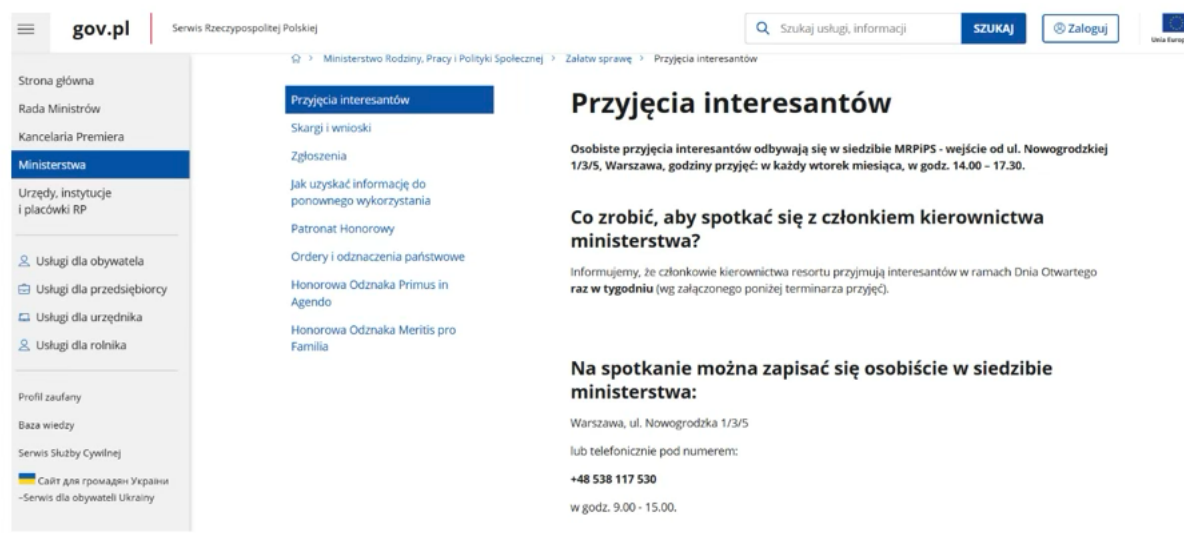 gov.pl
Serwis Rzeczypospolitej Polskiej
Szukaj usługi, informacji
SZUKAJ
Zaloguj
Unia Europ
Strona główna
Rada Ministrów
Kancelaria Premiera
Ministerstwa
Urzędy, instytucje
i placówki RP
Usługi dla obywatela
Usługi dla przedsiębiorcy
Usługi dla urzędnika
Usługi dla rolnika
Profil zaufany
Baza wiedzy
Serwis Służby Cywilnej
Сайт для громадян України
–Serwis dla obywateli Ukrainy
> Ministerstwo Rodziny, Pracy i Polityki Społecznej > Załatw sprawę > Przyjęcia interesantów
Przyjęcia interesantów
Skargi i wnioski
Zgłoszenia
Jak uzyskać informację do
ponownego wykorzystania
Patronat Honorowy
Ordery i odznaczenia państwowe
Honorowa Odznaka Primus in
Agendo
Honorowa Odznaka Meritis pro
Familia
Przyjęcia interesantów
Osobiste przyjęcia interesantów odbywają się w siedzibie MRPiPS - wejście od ul. Nowogrodzkiej
1/3/5, Warszawa, godziny przyjęć: w każdy wtorek miesiąca, w godz. 14.00 – 17.30.
Co zrobić, aby spotkać się z członkiem kierownictwa
ministerstwa?
Informujemy, że członkowie kierownictwa resortu przyjmują interesantów w ramach Dnia Otwartego
raz w tygodniu (wg załączonego poniżej terminarza przyjęć).
Na spotkanie można zapisać się osobiście w siedzibie
ministerstwa:
Warszawa, ul. Nowogrodzka 1/3/5
lub telefonicznie pod numerem:
+48 538 117 530
w godz. 9.00 - 15.00.